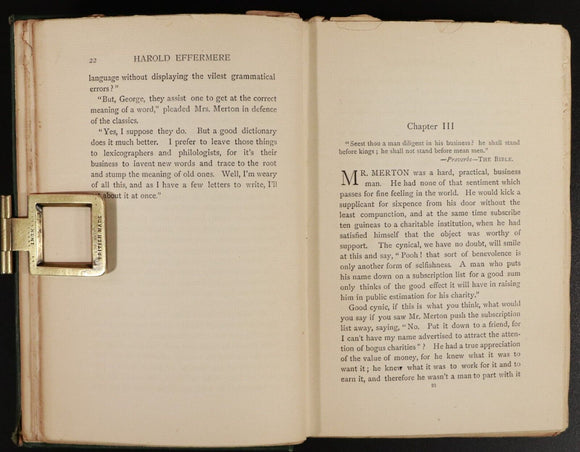 22 HAROLD EFFERMERE
language without displaying the vilest grammatical
errors?"
"But, George, they assist one to get at the correct
meaning of a word," pleaded Mrs. Merton in defence
of the classics.
"Yes, I suppose they do. But a good dictionary
does it much better. I prefer to leave those things
to lexicographers and philologists, for it's their
business to invent new words and trace to the root
and stump the meaning of old ones. Well, I'm weary
of all this, and as I have a few letters to write, I'll
about it at once."
BRITISH MADE
Chapter III
"Seest thou a man diligent in his business? he shall stand
before kings; he shall not stand before mean men."
—Proverbs—THE BIBLE.
MR. MERTON was a hard, practical, business
man. He had none of that sentiment which
passes for fine feeling in the world. He would kick a
supplicant for sixpence from his door without the
least compunction, and at the same time subscribe
ten guineas to a charitable institution, when he had
satisfied himself that the object was worthy of
support. The cynical, we have no doubt, will smile
at this and say, "Pooh! that sort of benevolence is
only another form of selfishness. A man who puts
his name down on a subscription list for a good sum
only thinks of the good effect it will have in raising
him in public estimation for his charity."
Good cynic, if this is what you think, what would
you say if you saw Mr. Merton push the subscription
list away, saying, "No. Put it down to a friend, for
I can't have my name advertised to attract the atten-
tion of bogus charities"? He had a true appreciation
of the value of money, for he knew what it was to
want it; he knew what it was to work for it and to
earn it, and therefore he wasn't a man to part with it